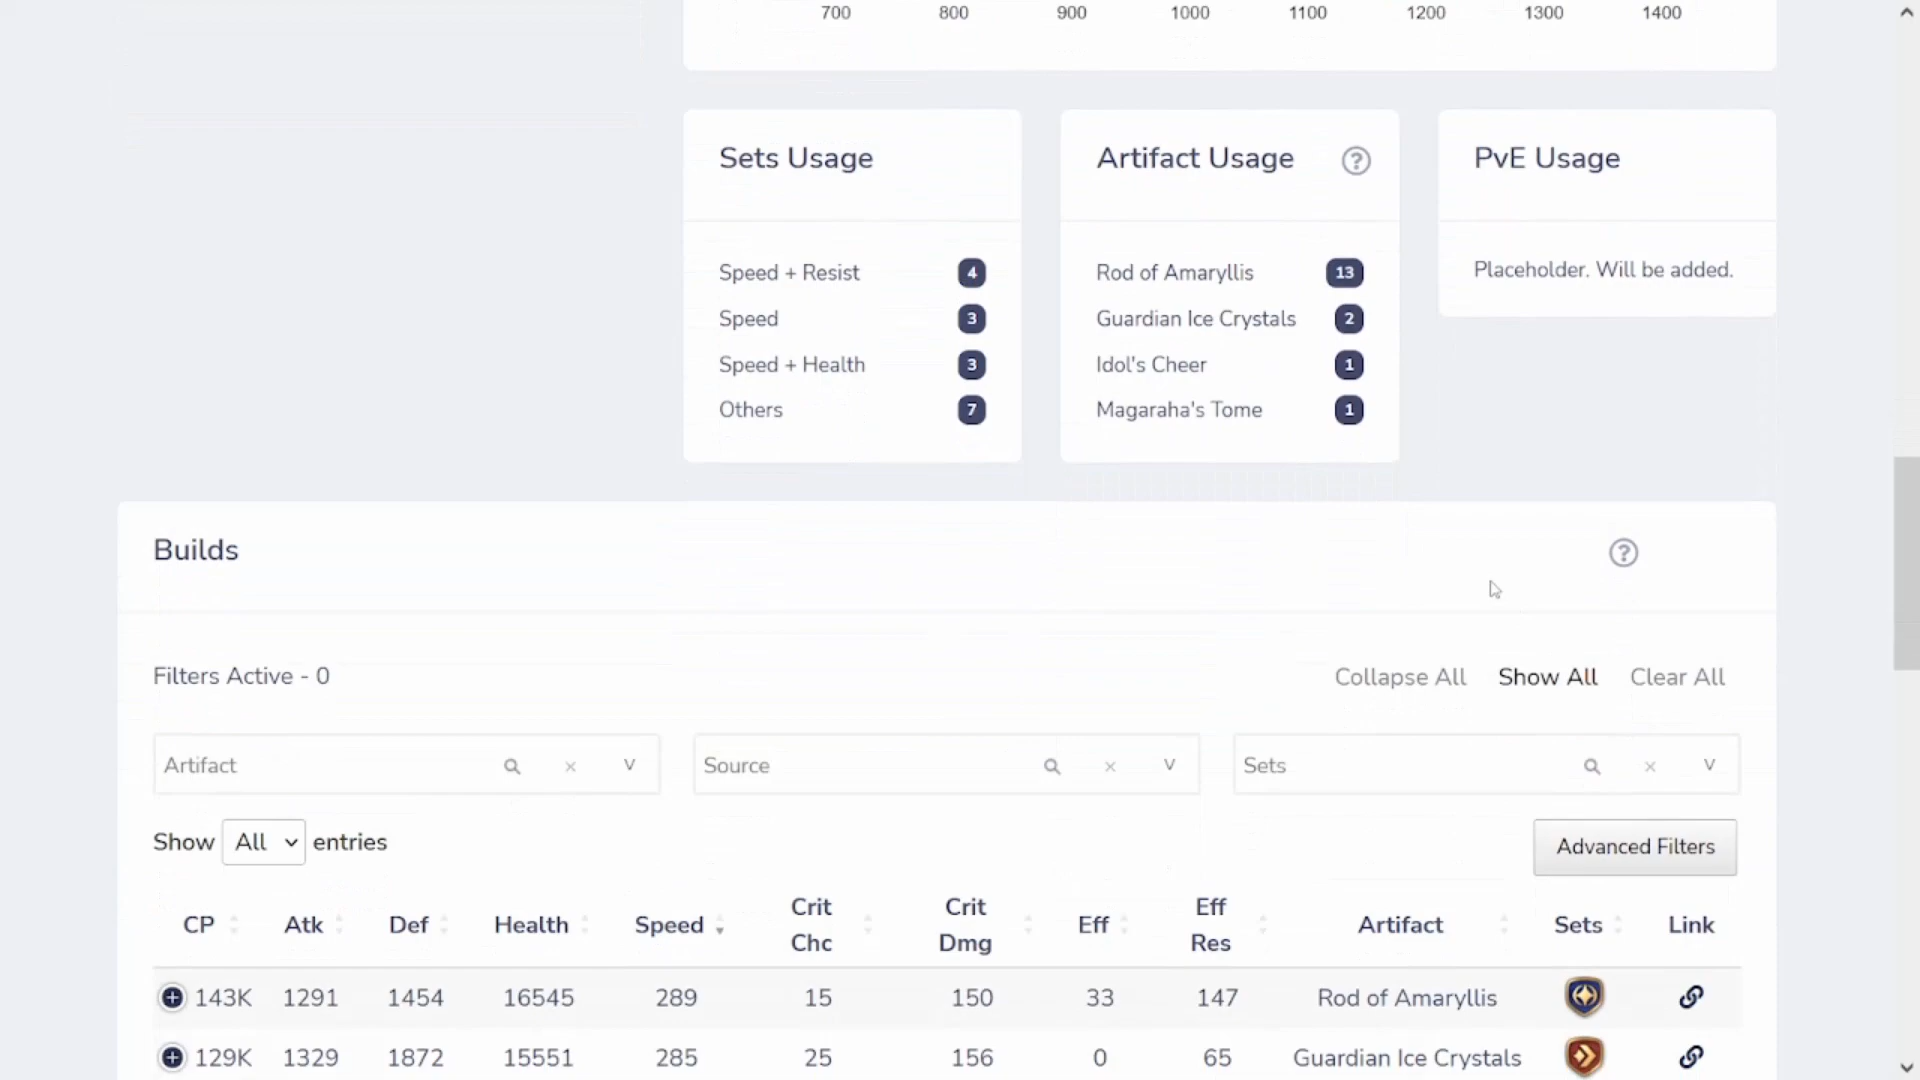 700 800 900 1000 1100 1200 1300 1400
Sets Usage
Speed + Resist 4
Speed 3
Speed + Health 3
Others 7
Artifact Usage ?
Rod of Amaryllis 13
Guardian Ice Crystals 2
Idol's Cheer 1
Magaraha's Tome 1
PvE Usage
Placeholder. Will be added.
Builds ?
Filters Active - 0
Collapse All Show All Clear All
Artifact
Source
Sets
Show All entries
Advanced Filters
CP Atk Def Health Speed Crit Chc Crit Dmg Eff Eff Res Artifact Sets Link
143K 1291 1454 16545 289 15 150 33 147 Rod of Amaryllis
129K 1329 1872 15551 285 25 156 0 65 Guardian Ice Crystals